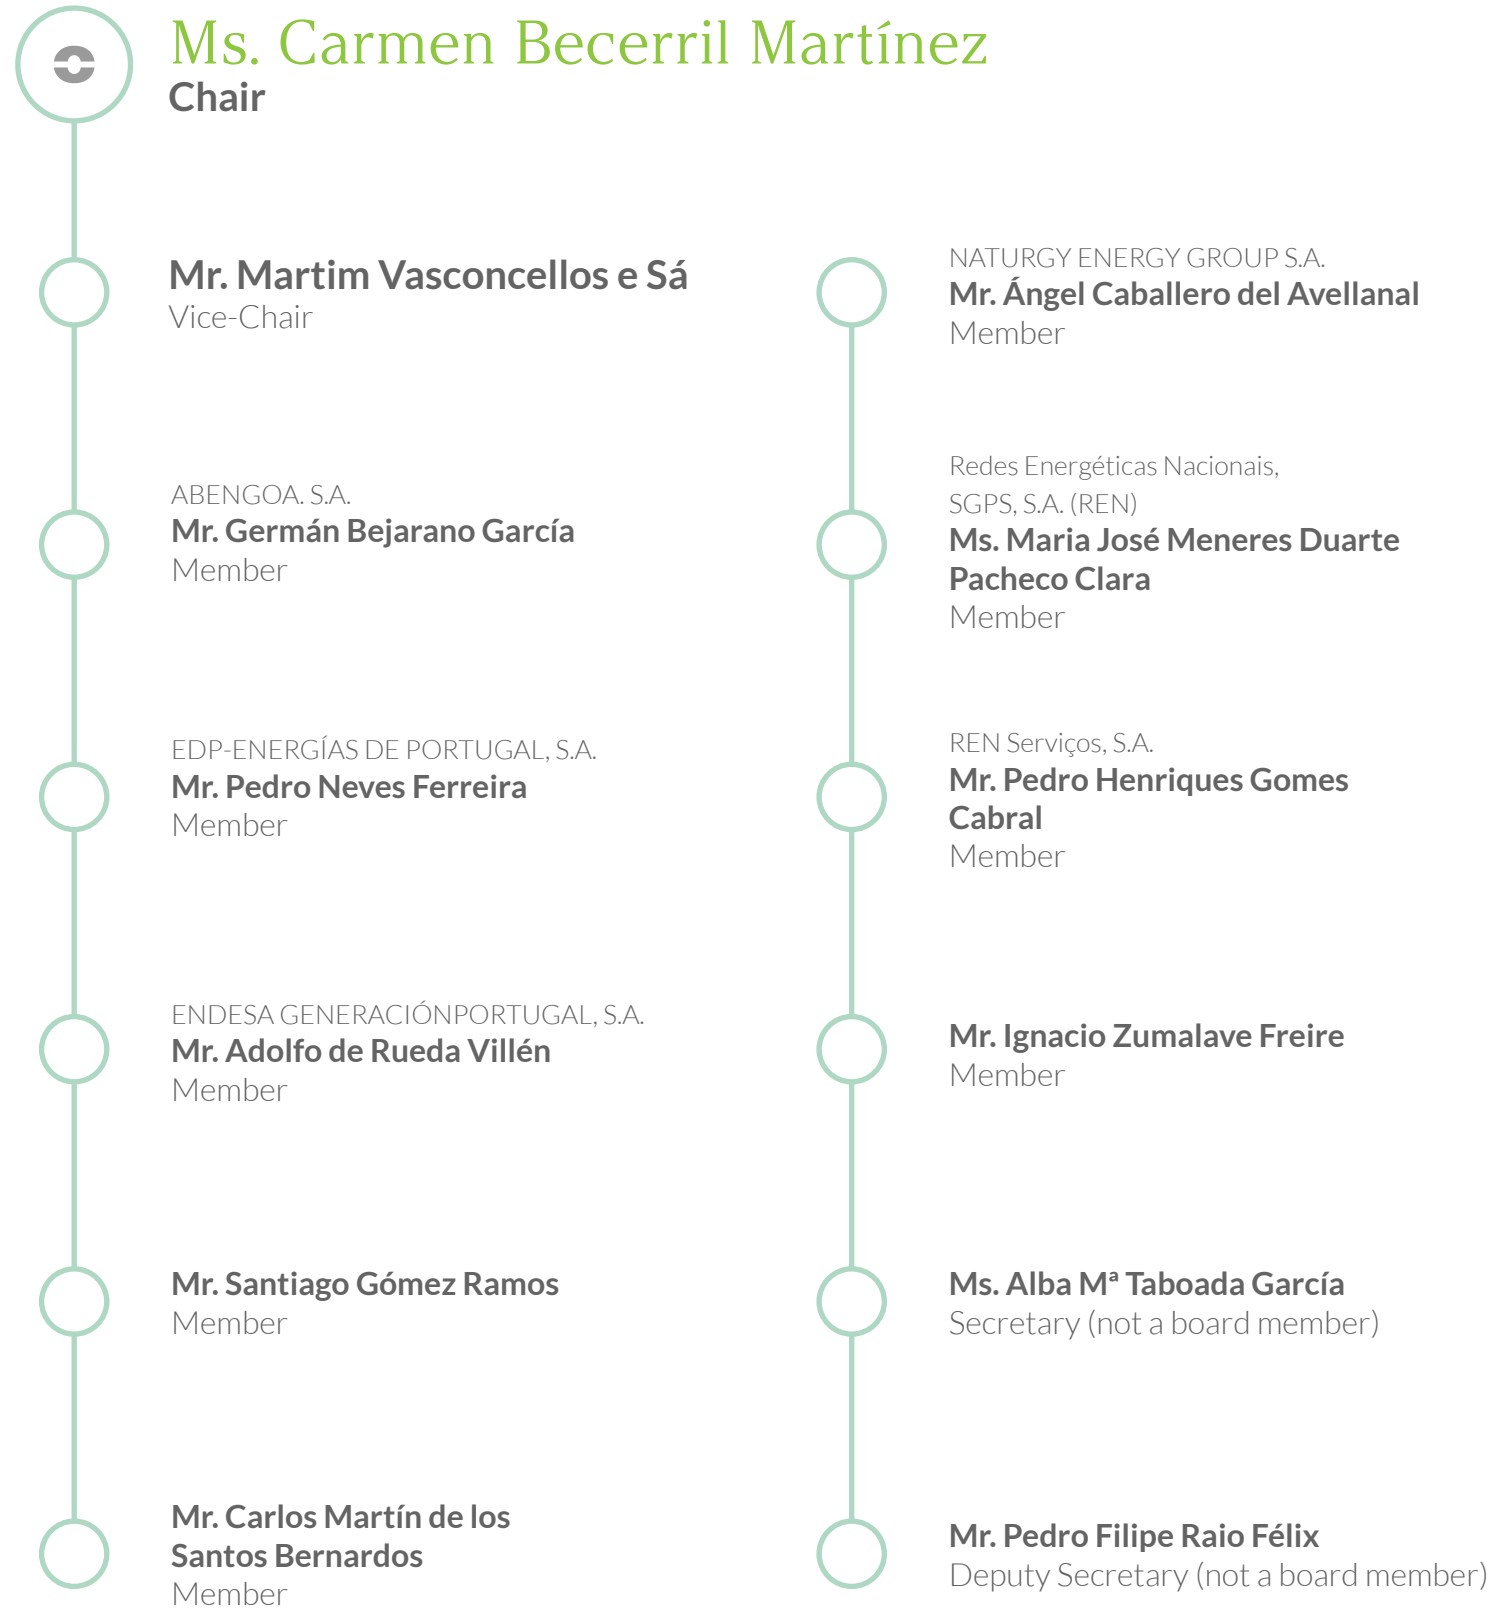 Ms. Carmen Becerril Martínez
Chair
Mr. Martim Vasconcellos e Sá
Vice-Chair
ABENGOA. S.A.
Mr. Germán Bejarano García
Member
EDP-ENERGÍAS DE PORTUGAL, S.A.
Mr. Pedro Neves Ferreira
Member
ENDESA GENERACIÓNPORTUGAL, S.A.
Mr. Adolfo de Rueda Villén
Member
Mr. Santiago Gómez Ramos
Member
Mr. Carlos Martín de los
Santos Bernardos
Member
NATURGY ENERGY GROUP S.A.
Mr. Ángel Caballero del Avellanal
Member
Redes Energéticas Nacionais,
SGPS, S.A. (REN)
Ms. Maria José Meneres Duarte
Pacheco Clara
Member
REN Serviços, S.A.
Mr. Pedro Henriques Gomes
Cabral
Member
Mr. Ignacio Zumalave Freire
Member
Ms. Alba Mª Taboada García
Secretary (not a board member)
Mr. Pedro Filipe Raio Félix
Deputy Secretary (not a board member)